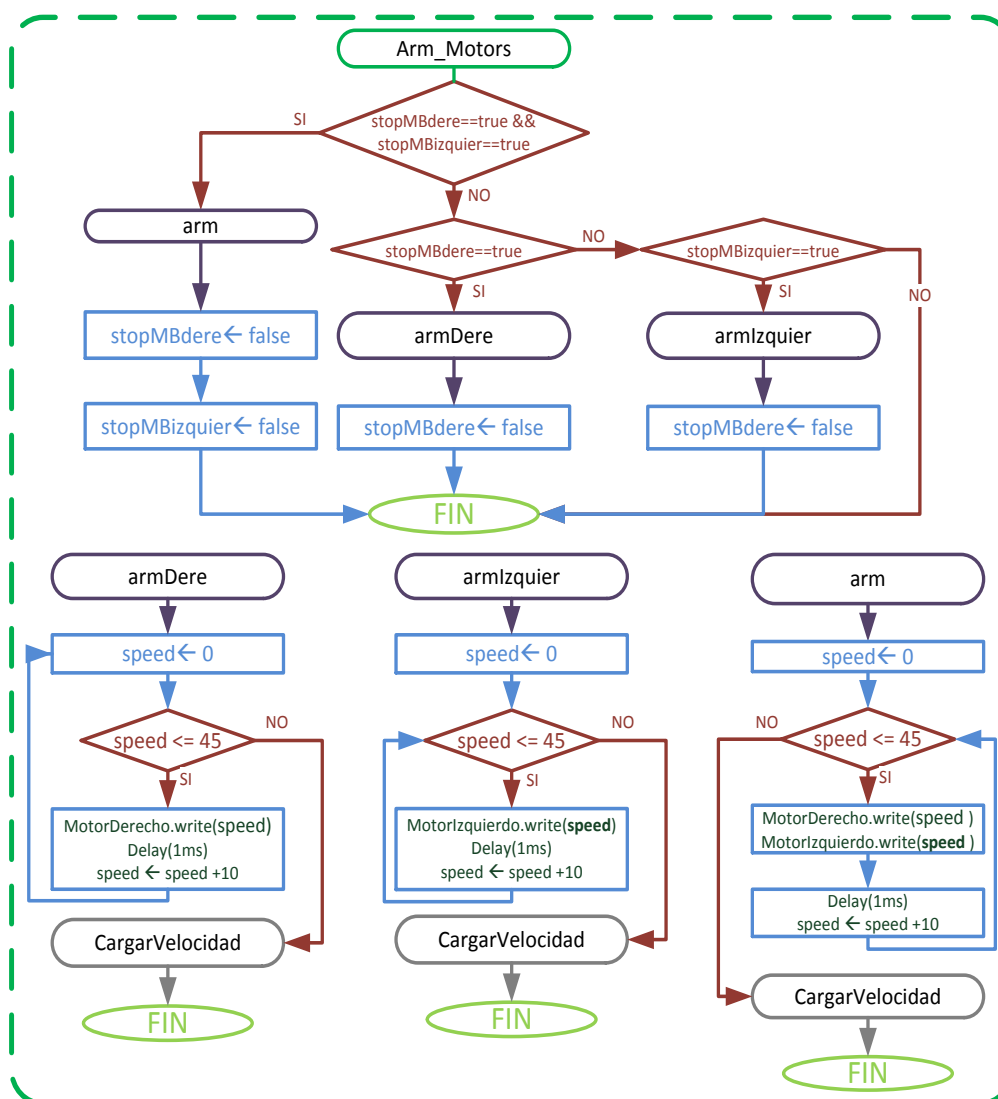 Arm_Motors
stopMBdere==true &&
stopMBizquier==true
SI
NO
arm
stopMBdere==true
NO
stopMBizquier==true
SI
SI
NO
stopMBdere← false
armDere
armIzquier
stopMBizquier← false
stopMBdere← false
stopMBdere← false
FIN
armDere
speed← 0
speed <= 45
NO
SI
MotorDerecho.write(speed)
Delay(1ms)
speed ← speed +10
CargarVelocidad
FIN
armIzquier
speed← 0
speed <= 45
NO
SI
MotorIzquierdo.write(speed)
Delay(1ms)
speed ← speed +10
CargarVelocidad
FIN
arm
speed← 0
NO
speed <= 45
SI
MotorDerecho.write(speed )
MotorIzquierdo.write(speed )
Delay(1ms)
speed ← speed +10
CargarVelocidad
FIN